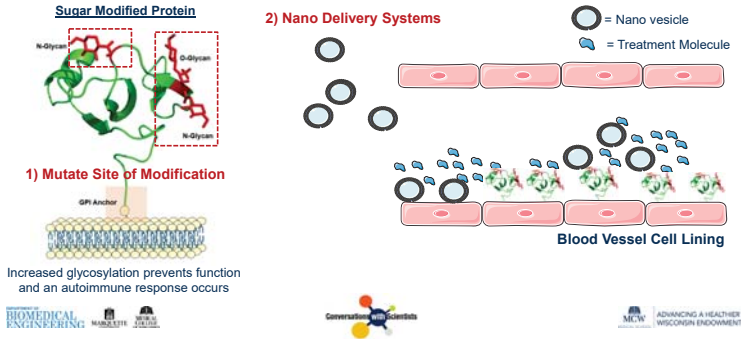 Sugar Modified Protein
N-Glycan
O-Glycan
N-Glycan
1) Mutate Site of Modification
GPI Anchor
Increased glycosylation prevents function
and an autoimmune response occurs
2) Nano Delivery Systems
= Nano vesicle
= Treatment Molecule
Blood Vessel Cell Lining
BIOMEDICAL
ENGINEERING
MARQUETTE
MEDICAL
COLLEGE
Conversations with Scientists
MCW
ADVANCING A HEALTHIER
WISCONSIN ENDOWMENT